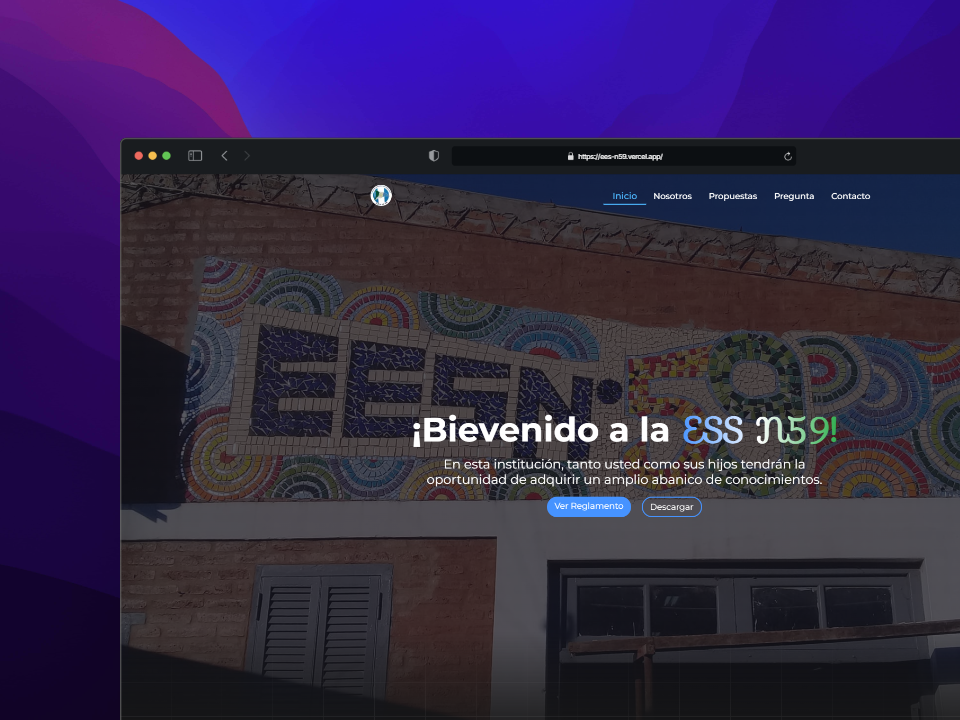 https://ees-n59.vercel.app/
Inicio Nosotros Propuestas Pregunta Contacto
EESN·59
¡Bievenido a la ESS N59!
En esta institución, tanto usted como sus hijos tendrán la
oportunidad de adquirir un amplio abanico de conocimientos.
Ver Reglamento Descargar